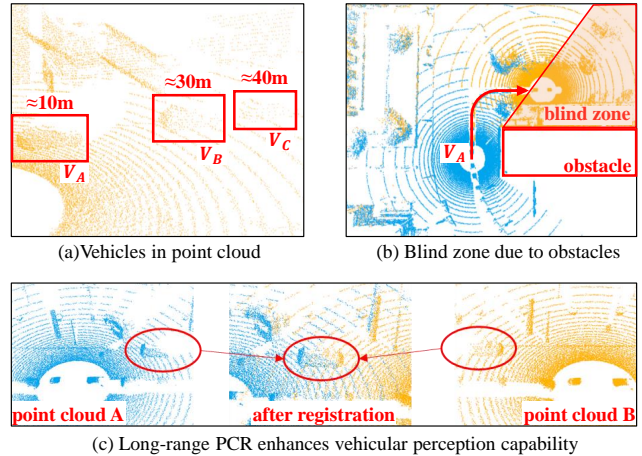 ≈10m
≈30m
≈40m
V_A
V_B
V_C
(a)Vehicles in point cloud
blind zone
V_A
obstacle
(b) Blind zone due to obstacles
point cloud A
after registration
point cloud B
(c) Long-range PCR enhances vehicular perception capability